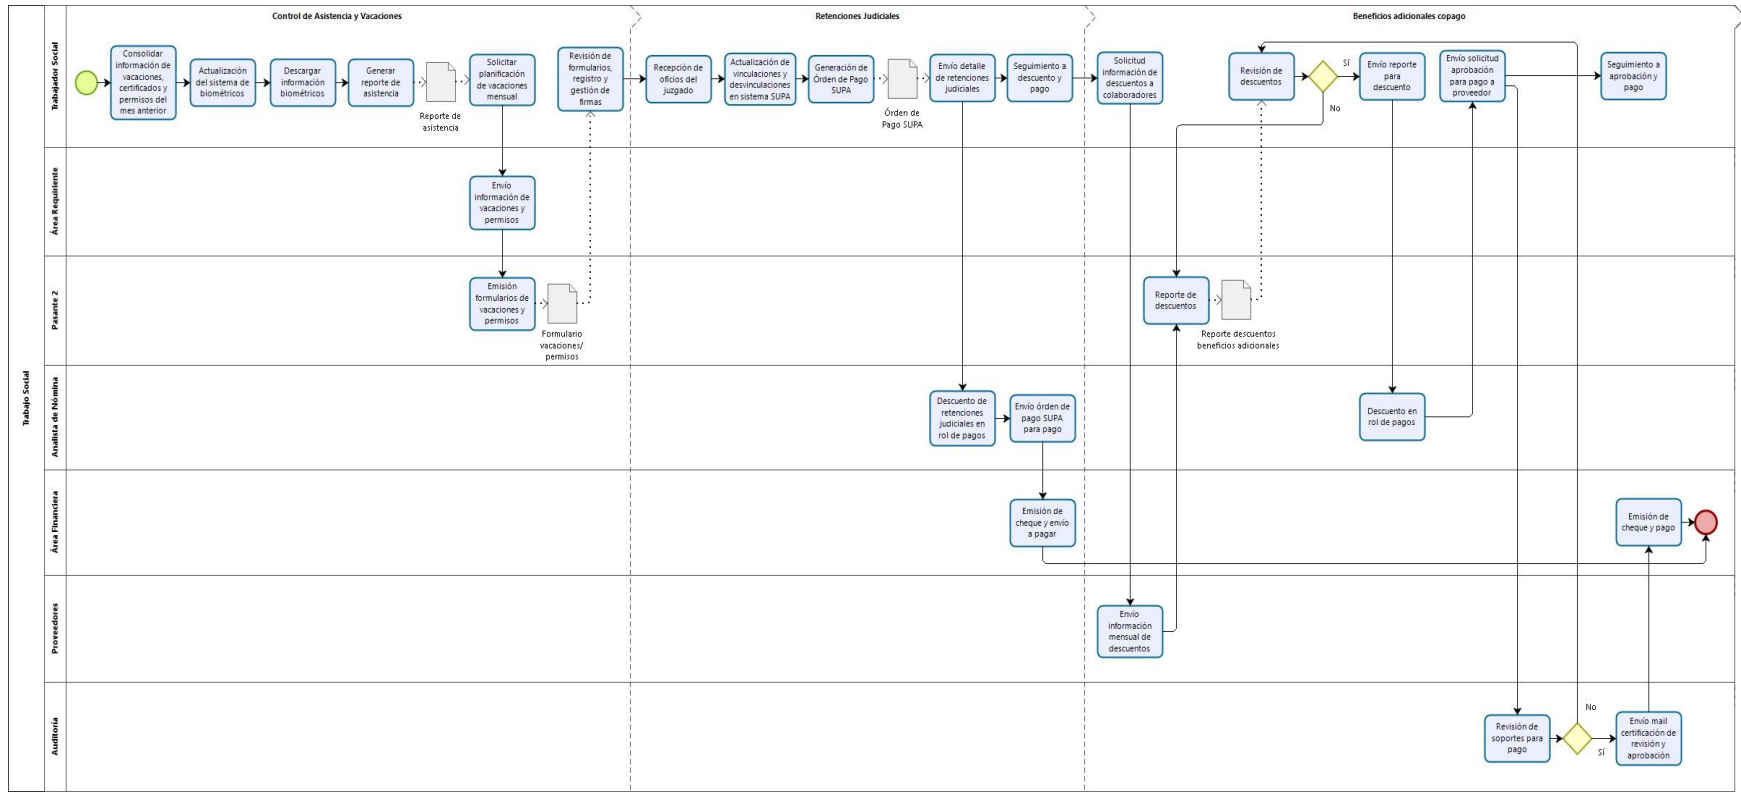 Control de Asistencia y Vacaciones
Retenciones Judiciales
Beneficios adicionales copago
Trabajo Social
Trabajador Social
Consolidar
información de
vacaciones,
certificados y
permisos del
mes anterior
Actualización
del sistema de
biométricos
Descargar
información
biométricos
Generar
reporte de
asistencia
Reporte de
asistencia
Solicitar
planificación
de vacaciones
mensual
Revisión de
formularios,
registro y
gestión de
firmas
Recepción de
oficios del
juzgado
Actualización de
vinculaciones y
desvinculaciones
en sistema SUPA
Generación de
Órden de Pago
SUPA
Órden de
Pago SUPA
Envío detalle
de retenciones
judiciales
Seguimiento a
descuento y
pago
Solicitud
información de
descuentos a
colaboradores
Revisión de
descuentos
Sí
No
Envío reporte
para
descuento
Envío solicitud
aprobación
para pago a
proveedor
Seguimiento a
aprobación y
pago
Área Requiriente
Envío
información de
vacaciones y
permisos
Pasante 2
Emisión
formularios de
vacaciones y
permisos
Formulario
vacaciones/
permisos
Reporte de
descuentos
Reporte descuentos
beneficios adicionales
Analista de Nómina
Descuento de
retenciones
judiciales en
rol de pagos
Envío órden de
pago SUPA
para pago
Descuento en
rol de pagos
Área Financiera
Emisión de
cheque y envío
a pagar
Emisión de
cheque y pago
Proveedores
Envío
información
mensual de
descuentos
Auditoría
Revisión de
soportes para
pago
No
Sí
Envío mail
certificación de
revisión y
aprobación